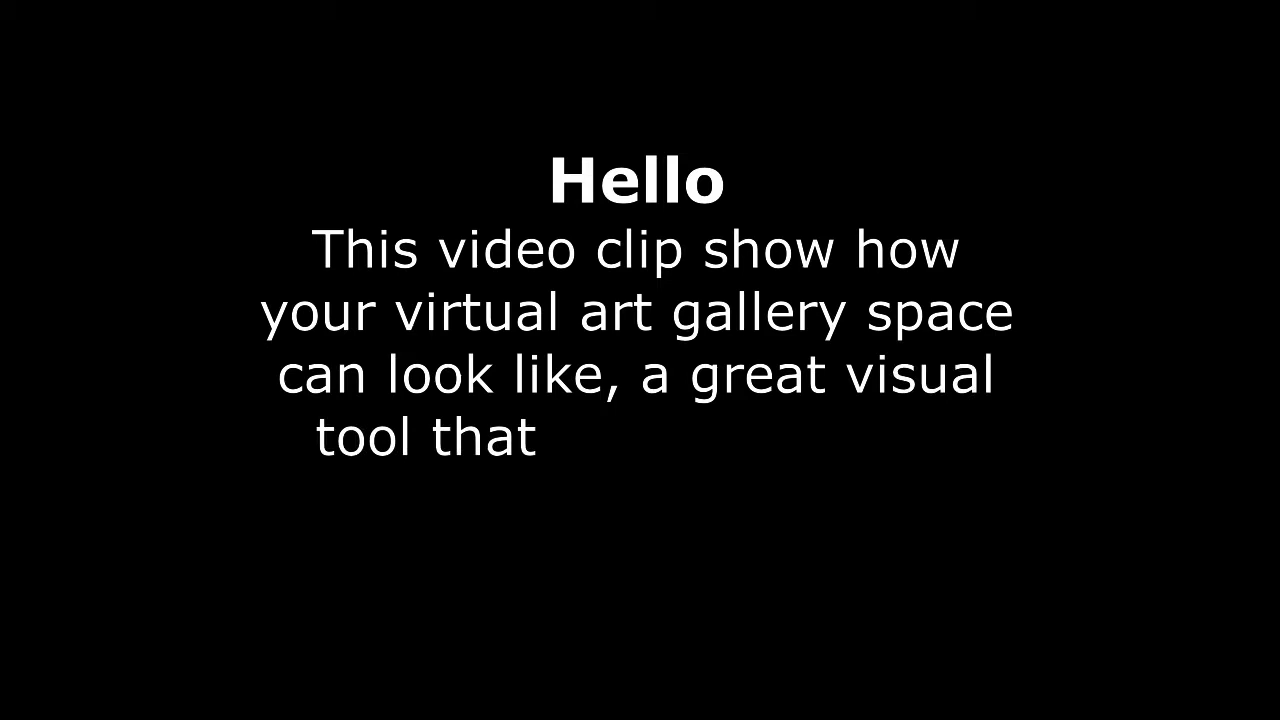 Hello
This video clip show how
your virtual art gallery space
can look like, a great visual
tool that